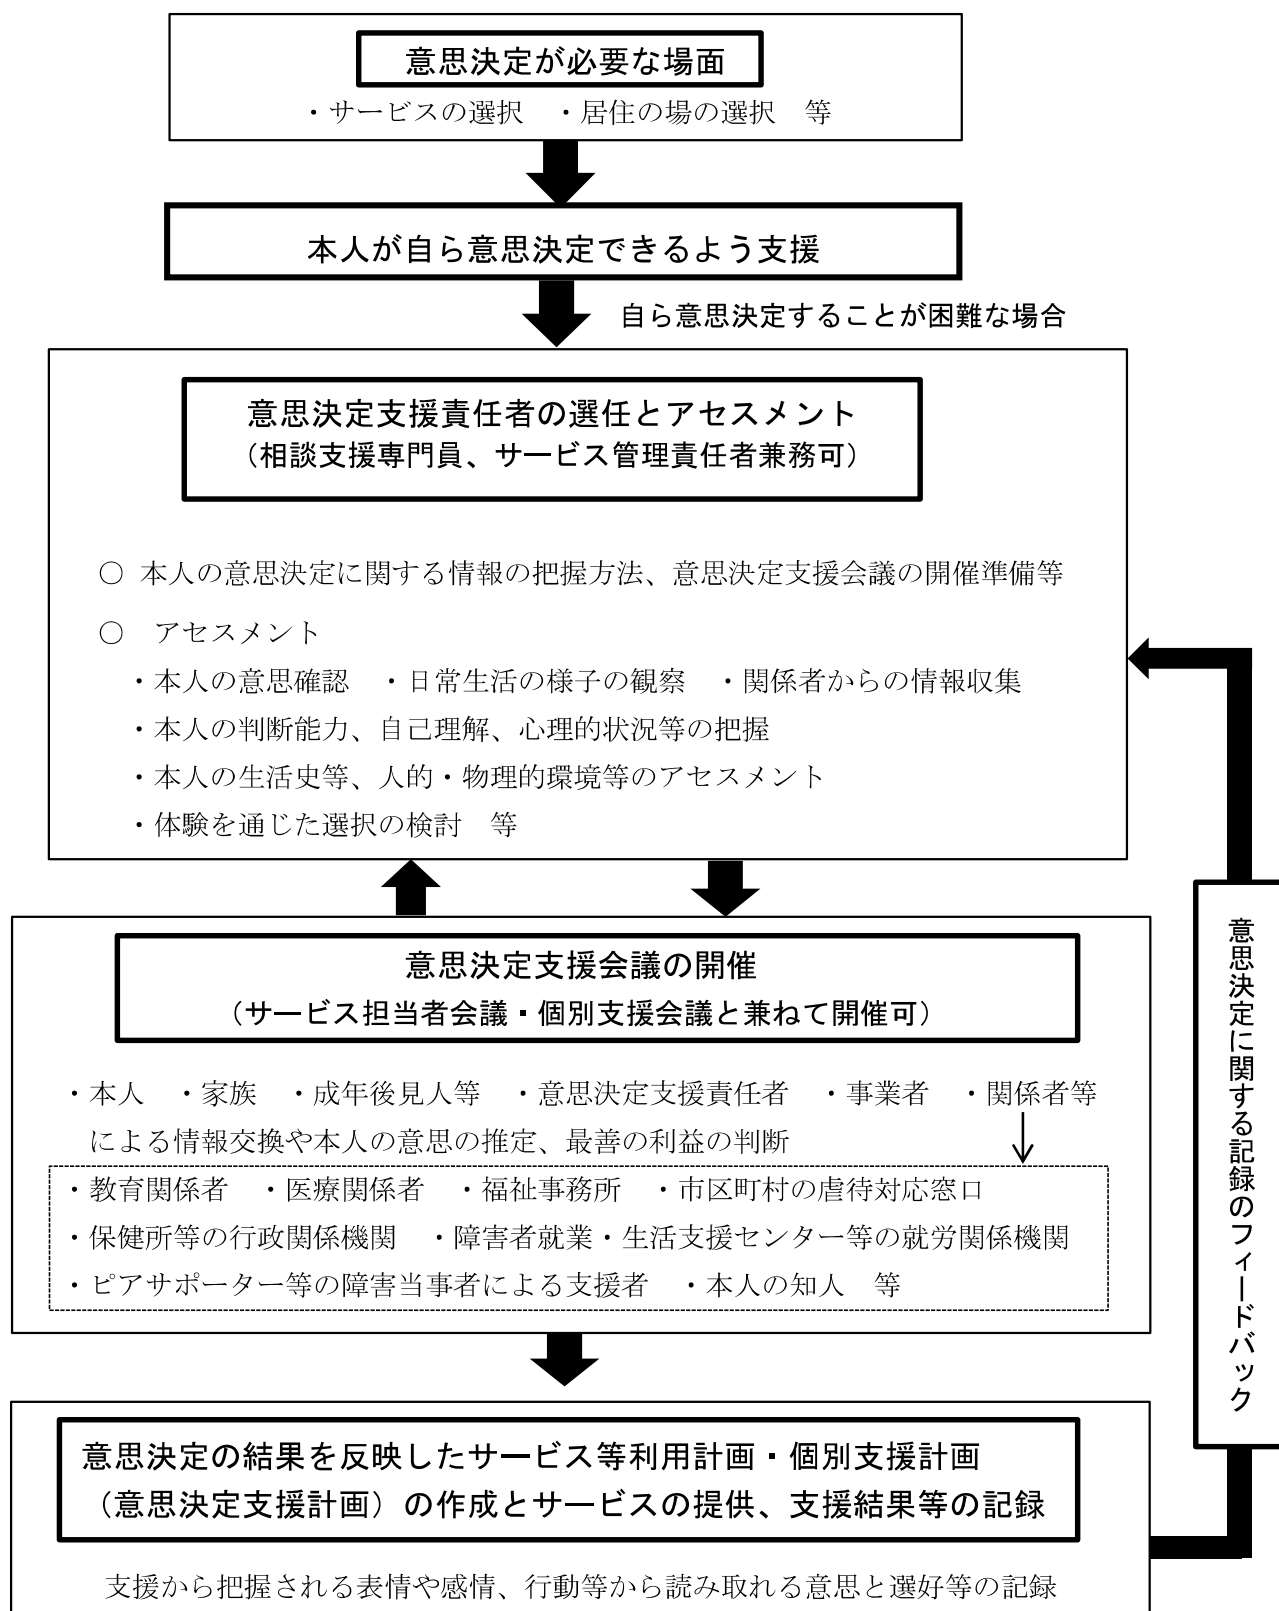 意思決定が必要な場面
・サービスの選択　・居住の場の選択　等
本人が自ら意思決定できるよう支援
自ら意思決定することが困難な場合
意思決定支援責任者の選任とアセスメント
（相談支援専門員、サービス管理責任者兼務可）
○ 本人の意思決定に関する情報の把握方法、意思決定支援会議の開催準備等
○　アセスメント
・本人の意思確認　・日常生活の様子の観察　・関係者からの情報収集
・本人の判断能力、自己理解、心理的状況等の把握
・本人の生活史等、人的・物理的環境等のアセスメント
・体験を通じた選択の検討　等
意思決定支援会議の開催
（サービス担当者会議・個別支援会議と兼ねて開催可）
・本人　・家族　・成年後見人等　・意思決定支援責任者　・事業者　・関係者等
による情報交換や本人の意思の推定、最善の利益の判断
・教育関係者　・医療関係者　・福祉事務所　・市区町村の虐待対応窓口
・保健所等の行政関係機関　・障害者就業・生活支援センター等の就労関係機関
・ピアサポーター等の障害当事者による支援者　・本人の知人　等
意思決定の結果を反映したサービス等利用計画・個別支援計画
（意思決定支援計画）の作成とサービスの提供、支援結果等の記録
支援から把握される表情や感情、行動等から読み取れる意思と選好等の記録
意思決定に関する記録のフィードバック